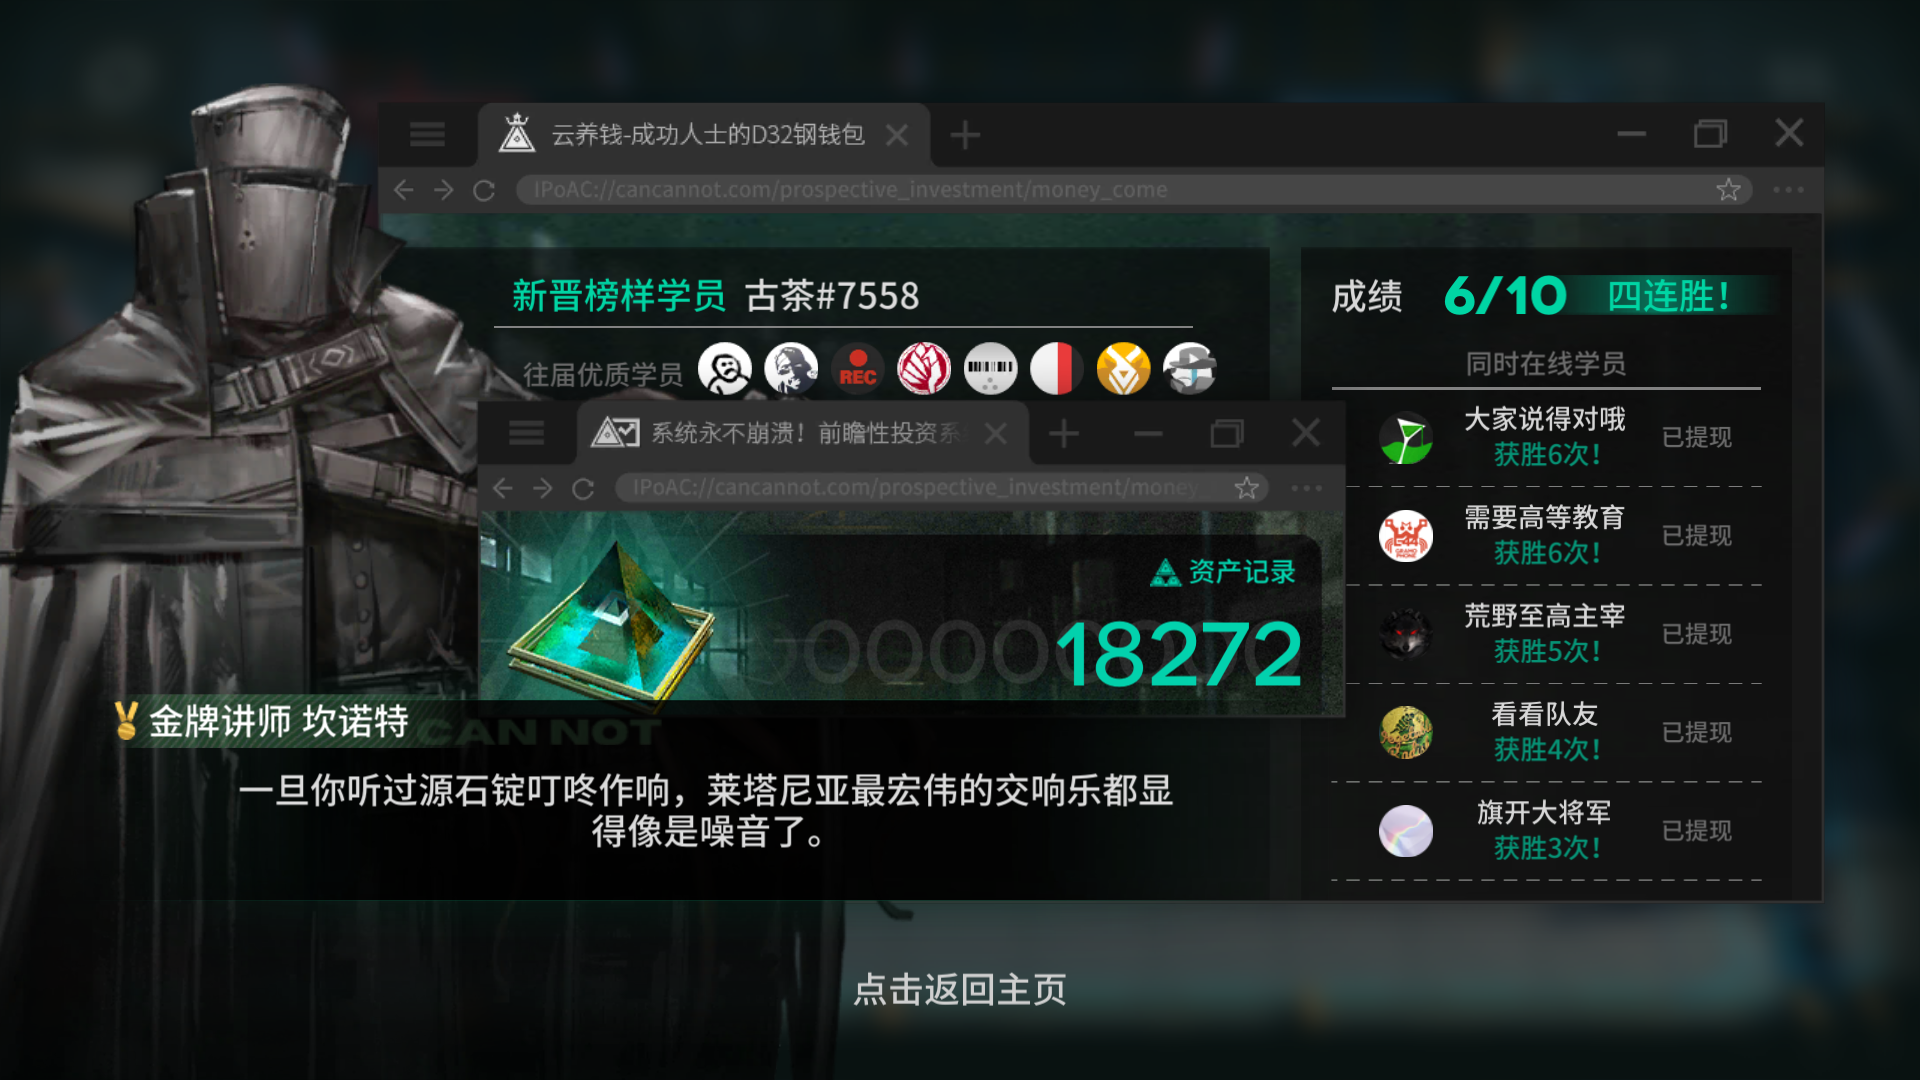 云养钱-成功人士的D32钢钱包
IPoAC://cancannot.com/prospective_investment/money_come
新晋榜样学员 古茶#7558
往届优质学员
REC
成绩 6/10 四连胜!
同时在线学员
大家说得对哦
获胜6次!
已提现
需要高等教育
获胜6次!
已提现
荒野至高主宰
获胜5次!
已提现
看看队友
获胜4次!
已提现
旗开大将军
获胜3次!
已提现
系统永不崩溃!前瞻性投资系
IPoAC://cancannot.com/prospective_investment/money_
资产记录
18272
CAN NOT
金牌讲师 坎诺特
一旦你听过源石锭叮咚作响，莱塔尼亚最宏伟的交响乐都显
得像是噪音了。
点击返回主页